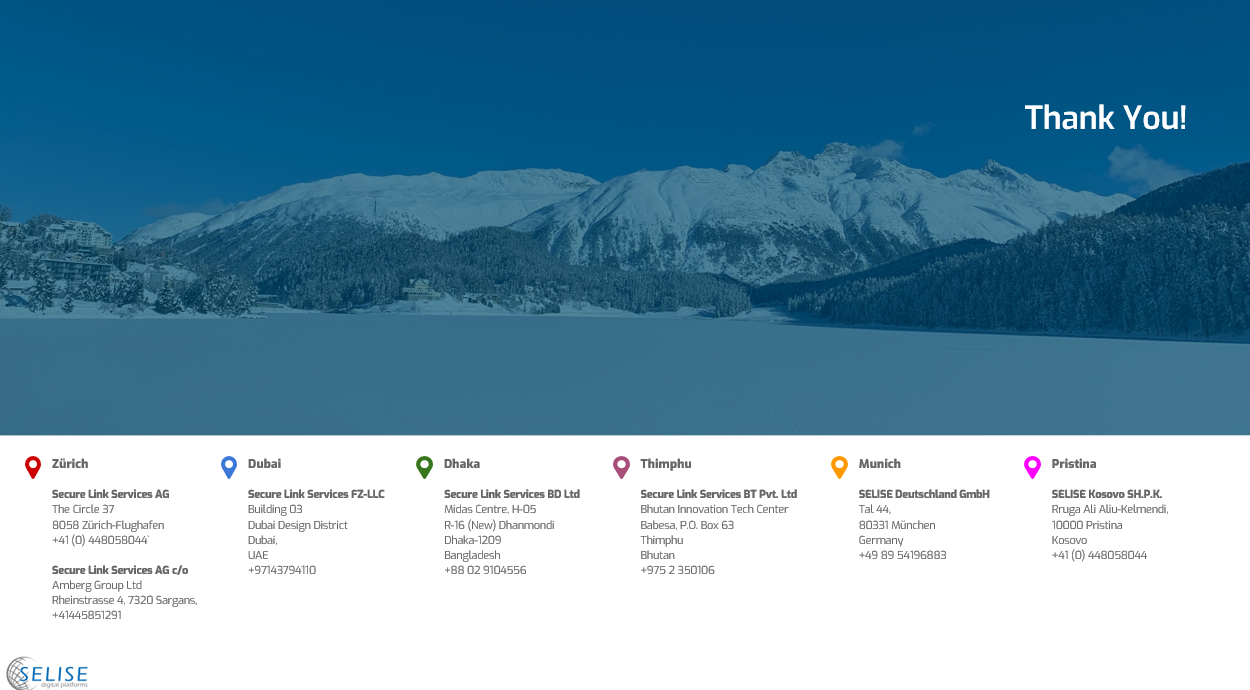 Thank You!
Zürich
Secure Link Services AG
The Circle 37
8058 Zürich-Flughafen
+41 (0) 448058044`
Secure Link Services AG c/o
Amberg Group Ltd
Rheinstrasse 4, 7320 Sargans,
+41445851291
Dubai
Secure Link Services FZ-LLC
Building 03
Dubai Design District
Dubai,
UAE
+97143794110
Dhaka
Secure Link Services BD Ltd
Midas Centre, H-05
R-16 (New) Dhanmondi
Dhaka-1209
Bangladesh
+88 02 9104556
Thimphu
Secure Link Services BT Pvt. Ltd
Bhutan Innovation Tech Center
Babesa, P.O. Box 63
Thimphu
Bhutan
+975 2 350106
Munich
SELISE Deutschland GmbH
Tal 44,
80331 München
Germany
+49 89 54196883
Pristina
SELISE Kosovo SH.P.K.
Rruga Ali Aliu-Kelmendi,
10000 Pristina
Kosovo
+41 (0) 448058044
SELISE
digital platforms